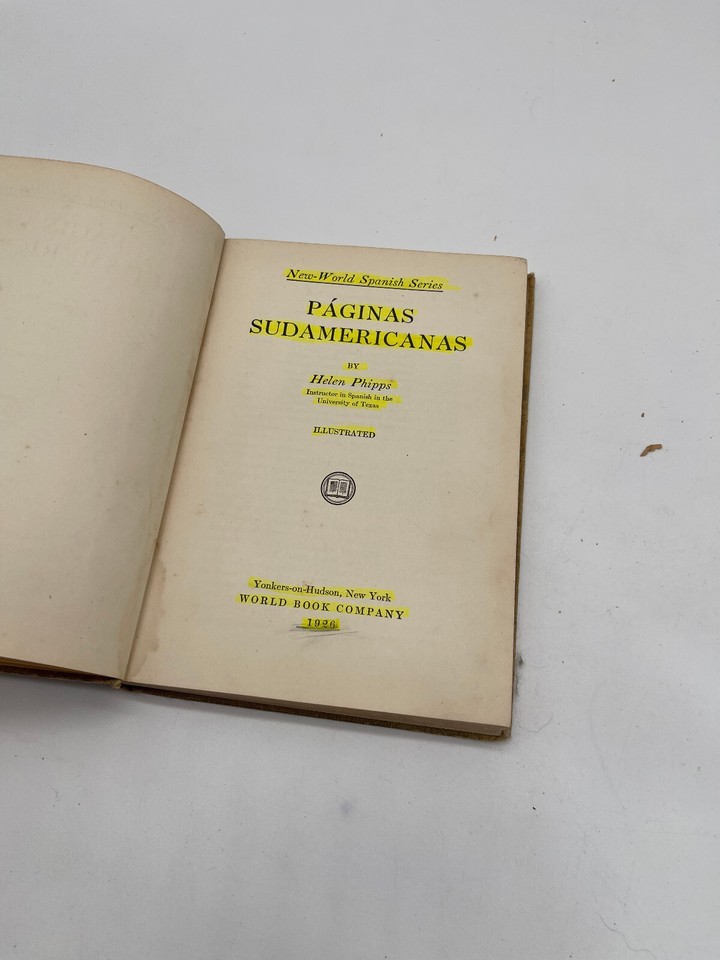 New-World Spanish Series
PÁGINAS
SUDAMERICANAS
BY
Helen Phipps
Instructor in Spanish in the
University of Texas
ILLUSTRATED
Yonkers-on-Hudson, New York
WORLD BOOK COMPANY
1926